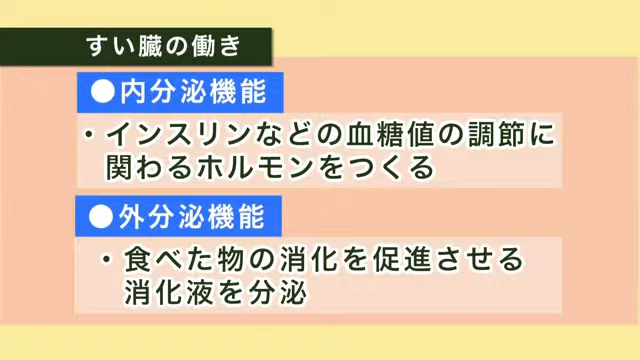 すい臓の働き
●内分泌機能
・インスリンなどの血糖値の調節に
関わるホルモンをつくる
●外分泌機能
・食べた物の消化を促進させる
消化液を分泌